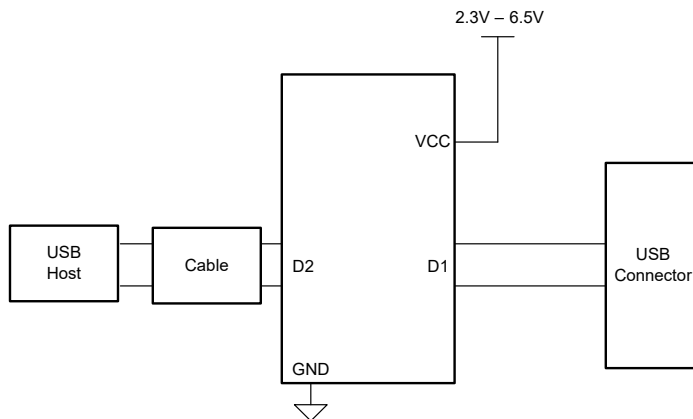 2.3V – 6.5V
VCC
USB
Host
Cable
D2
D1
USB
Connector
GND